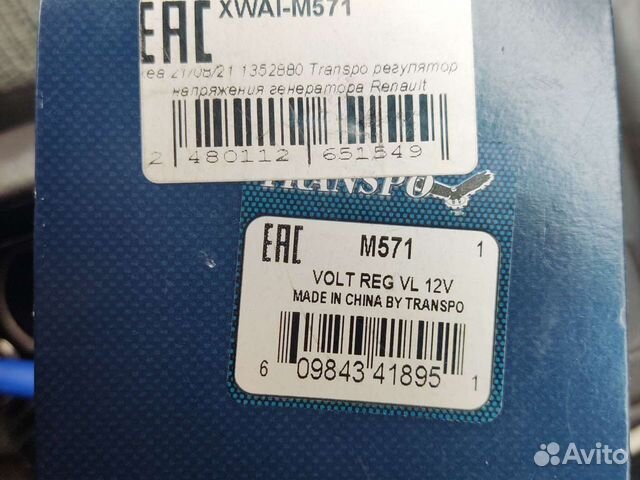 XWAI-M571
EAC
21/08/21 1352880 Transpo регулятор
напряжения генератора Renault
2 480112 651549
TRANSPO
EAC M571 1
VOLT REG VL 12V
MADE IN CHINA BY TRANSPO
6 09843 41895 1
Avito